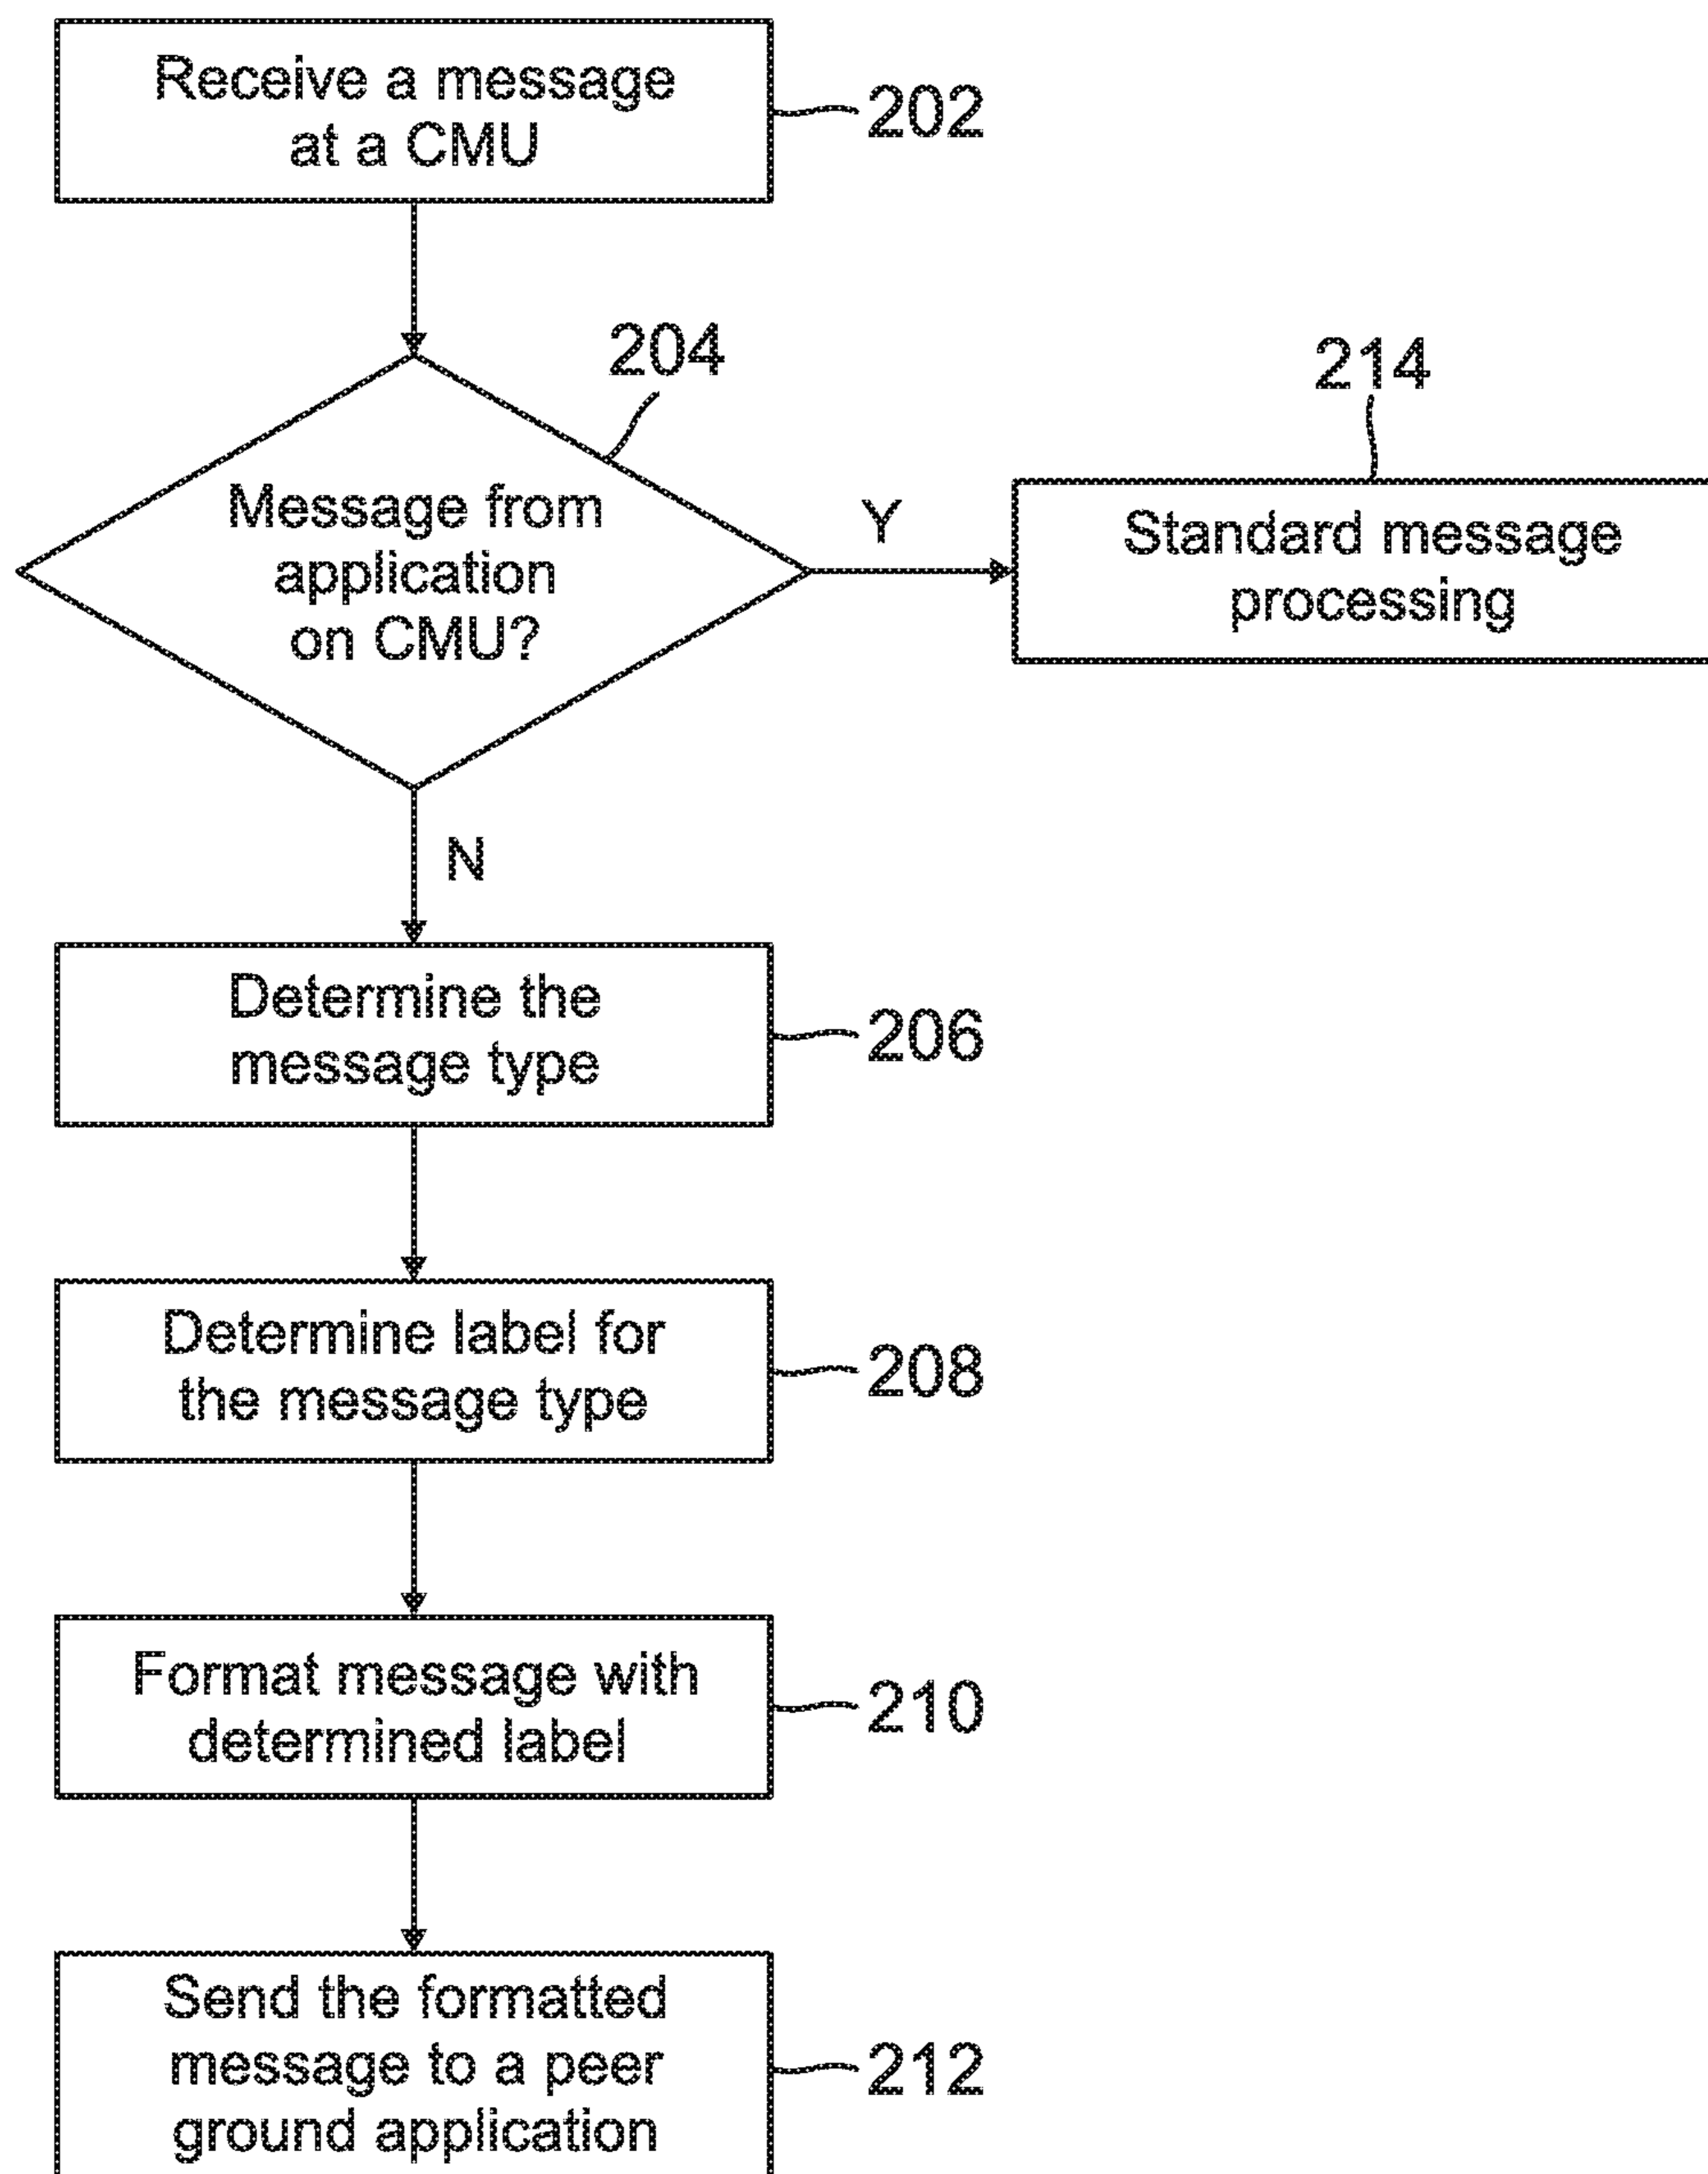 Receive a message
at a CMU
202
204
Message from
application
on CMU?
Y
214
Standard message
processing
N
Determine the
message type
206
Determine label for
the message type
208
Format message with
determined label
210
Send the formatted
message to a peer
ground application
212